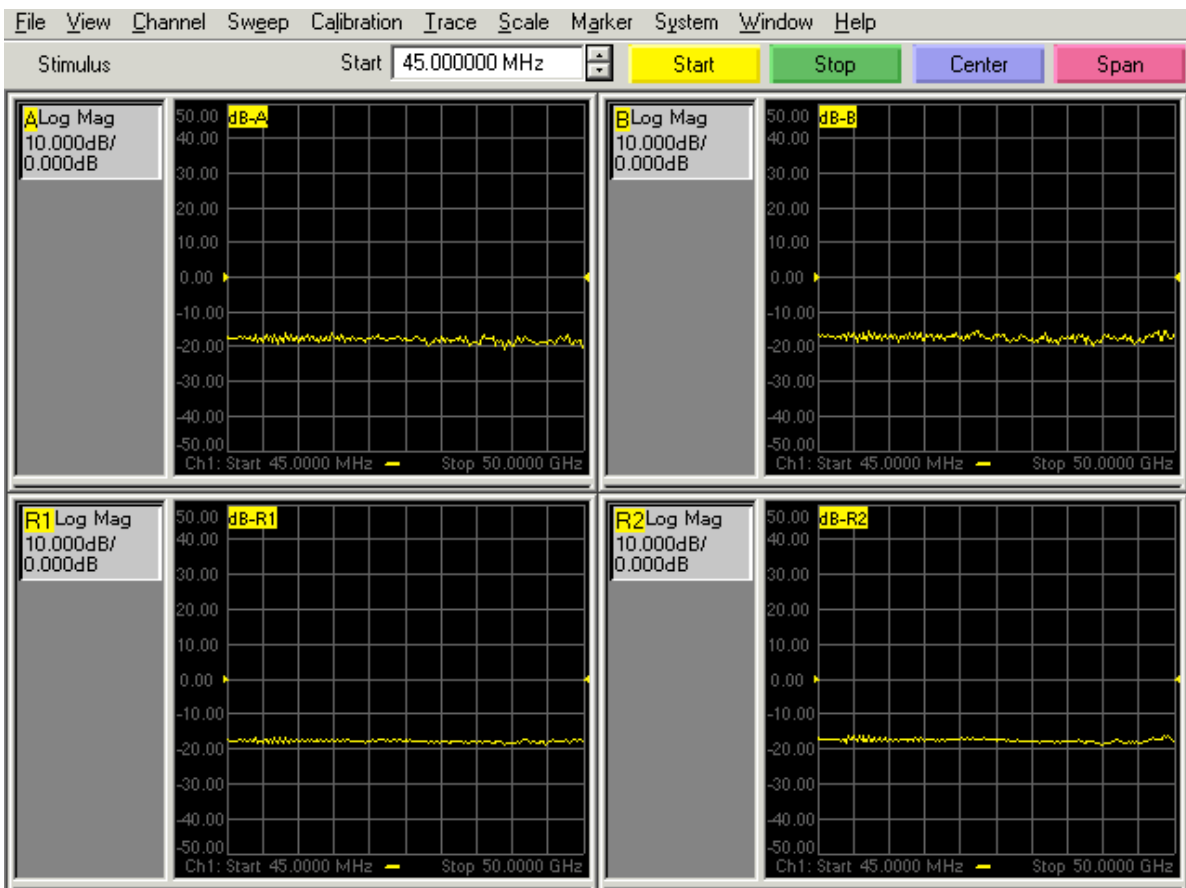 File View Channel Sweep Calibration Trace Scale Marker System Window Help
Stimulus Start 45.000000 MHz Start Stop Center Span
A Log Mag
10.000dB/
0.000dB
50.00 dB-A
40.00
30.00
20.00
10.00
0.00
-10.00
-20.00
-30.00
-40.00
-50.00
Ch1: Start 45.0000 MHz Stop 50.0000 GHz
B Log Mag
10.000dB/
0.000dB
50.00 dB-B
40.00
30.00
20.00
10.00
0.00
-10.00
-20.00
-30.00
-40.00
-50.00
Ch1: Start 45.0000 MHz Stop 50.0000 GHz
R1 Log Mag
10.000dB/
0.000dB
50.00 dB-R1
40.00
30.00
20.00
10.00
0.00
-10.00
-20.00
-30.00
-40.00
-50.00
Ch1: Start 45.0000 MHz Stop 50.0000 GHz
R2 Log Mag
10.000dB/
0.000dB
50.00 dB-R2
40.00
30.00
20.00
10.00
0.00
-10.00
-20.00
-30.00
-40.00
-50.00
Ch1: Start 45.0000 MHz Stop 50.0000 GHz